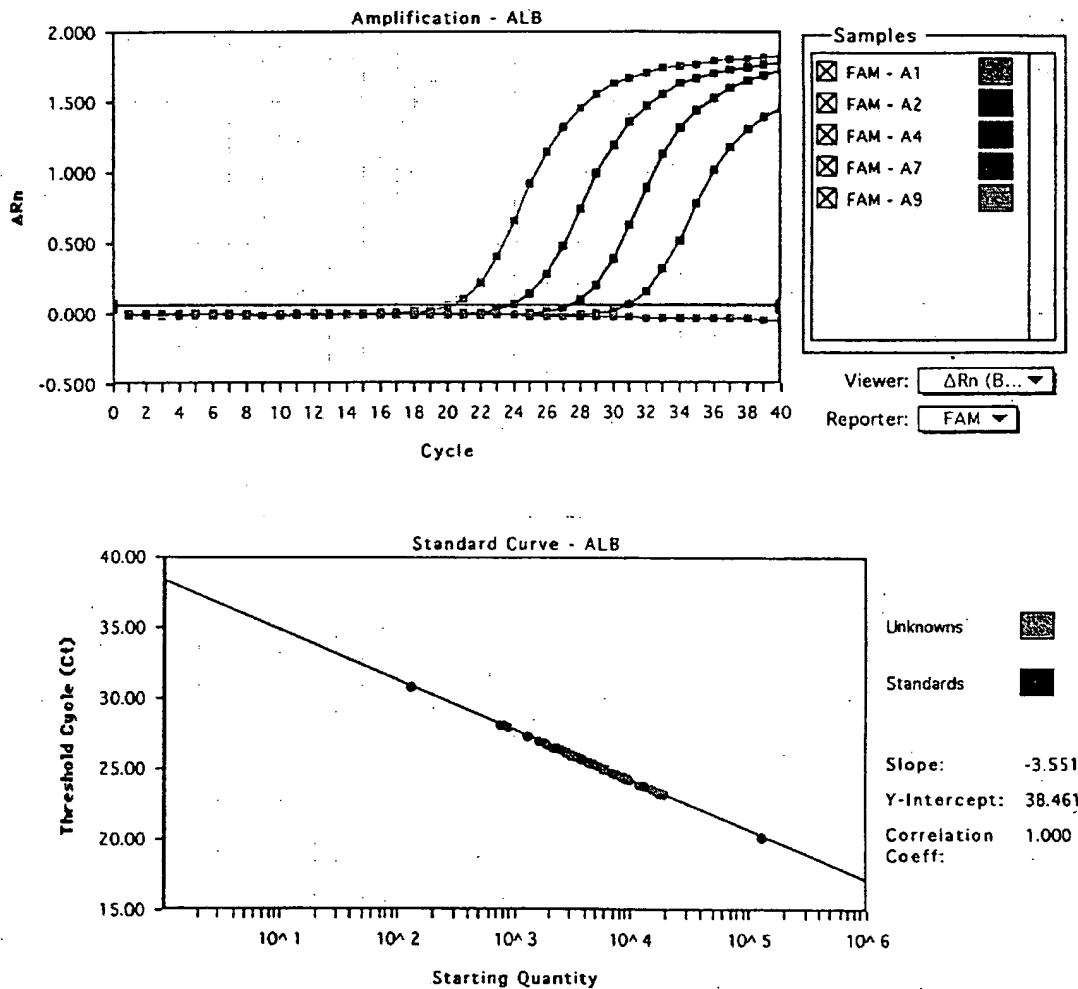 Amplification - ALB
2.000
1.500
1.000
0.500
0.000
-0.500
ΔRn
0 2 4 6 8 10 12 14 16 18 20 22 24 26 28 30 32 34 36 38 40
Cycle
Samples
FAM - A1
FAM - A2
FAM - A4
FAM - A7
FAM - A9
Viewer: ΔRn (B... ▼
Reporter: FAM ▼
Standard Curve - ALB
40.00
35.00
30.00
25.00
20.00
15.00
Threshold Cycle (Ct)
10^1 10^2 10^3 10^4 10^5 10^6
Starting Quantity
Unknowns
Standards
Slope: -3.551
Y-Intercept: 38.461
Correlation 1.000
Coeff: